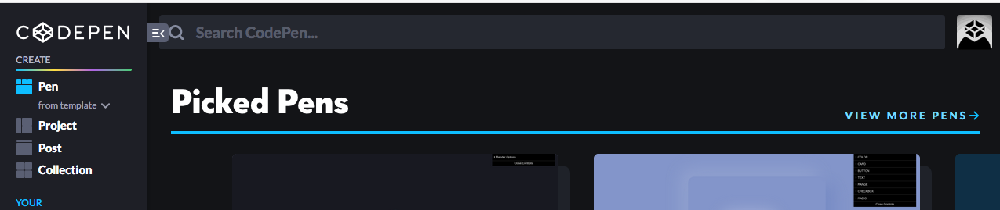 CODEPEN
Search CodePen...
CREATE
Pen
from template
Project
Post
Collection
YOUR
Picked Pens
VIEW MORE PENS
Render Options
Close Controls
COLOR
CARD
BUTTON
TEXT
RANGE
CHECKBOX
RADIO
Close Controls